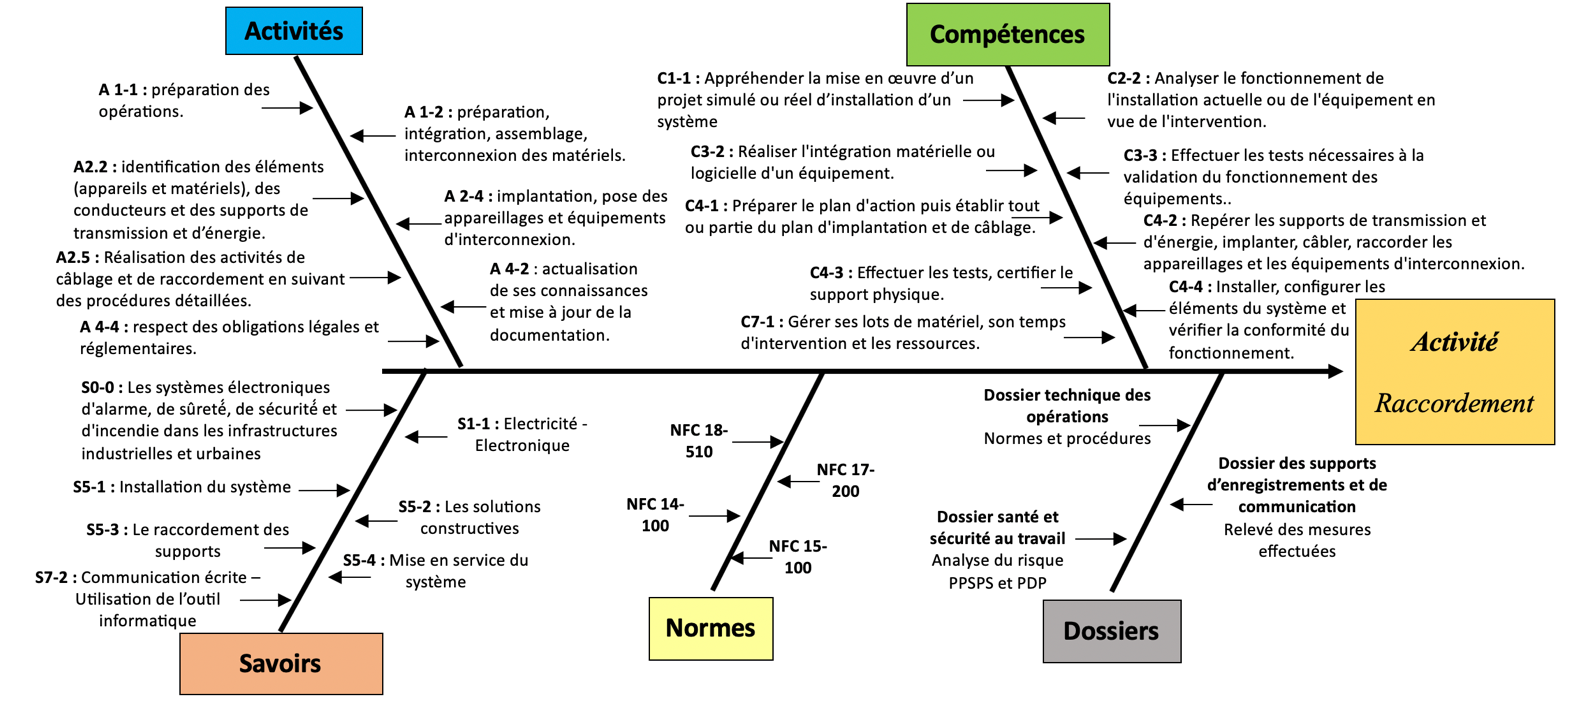 Activités
A 1-1 : préparation des
opérations.
A 1-2 : préparation,
intégration, assemblage,
interconnexion des matériels.
A2.2 : identification des éléments
(appareils et matériels), des
conducteurs et des supports de
transmission et d’énergie.
A 2-4 : implantation, pose des
appareillages et équipements
d'interconnexion.
A2.5 : Réalisation des activités de
câblage et de raccordement en suivant
des procédures détaillées.
A 4-2 : actualisation
de ses connaissances
et mise à jour de la
documentation.
A 4-4 : respect des obligations légales et
réglementaires.
Compétences
C1-1 : Appréhender la mise en œuvre d’un
projet simulé ou réel d’installation d’un
système
C2-2 : Analyser le fonctionnement de
l'installation actuelle ou de l'équipement en
vue de l'intervention.
C3-2 : Réaliser l'intégration matérielle ou
logicielle d'un équipement.
C3-3 : Effectuer les tests nécessaires à la
validation du fonctionnement des
équipements..
C4-1 : Préparer le plan d'action puis établir tout
ou partie du plan d'implantation et de câblage.
C4-2 : Repérer les supports de transmission et
d'énergie, implanter, câbler, raccorder les
appareillages et les équipements d'interconnexion.
C4-3 : Effectuer les tests, certifier le
support physique.
C4-4 : Installer, configurer les
éléments du système et
vérifier la conformité du
fonctionnement.
C7-1 : Gérer ses lots de matériel, son temps
d'intervention et les ressources.
Activité
Raccordement
S0-0 : Les systèmes électroniques
d'alarme, de sûreté, de sécurité et
d'incendie dans les infrastructures
industrielles et urbaines
S1-1 : Electricité -
Electronique
S5-1 : Installation du système
S5-2 : Les solutions
constructives
S5-3 : Le raccordement des
supports
S5-4 : Mise en service du
système
S7-2 : Communication écrite –
Utilisation de l’outil
informatique
Savoirs
NFC 18-
510
NFC 17-
200
NFC 14-
100
NFC 15-
100
Normes
Dossier technique des
opérations
Normes et procédures
Dossier des supports
d’enregistrements et de
communication
Relevé des mesures
effectuées
Dossier santé et
sécurité au travail
Analyse du risque
PPSPS et PDP
Dossiers